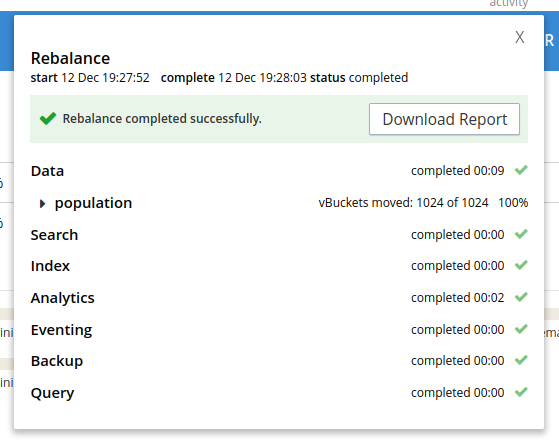 activity
X
R
Rebalance
start 12 Dec 19:27:52 complete 12 Dec 19:28:03 status completed
Rebalance completed successfully.
Download Report
Data completed 00:09
population vBuckets moved: 1024 of 1024 100%
Search completed 00:00
Index completed 00:00
Analytics completed 00:02
Eventing completed 00:00
Backup completed 00:00
Query completed 00:00